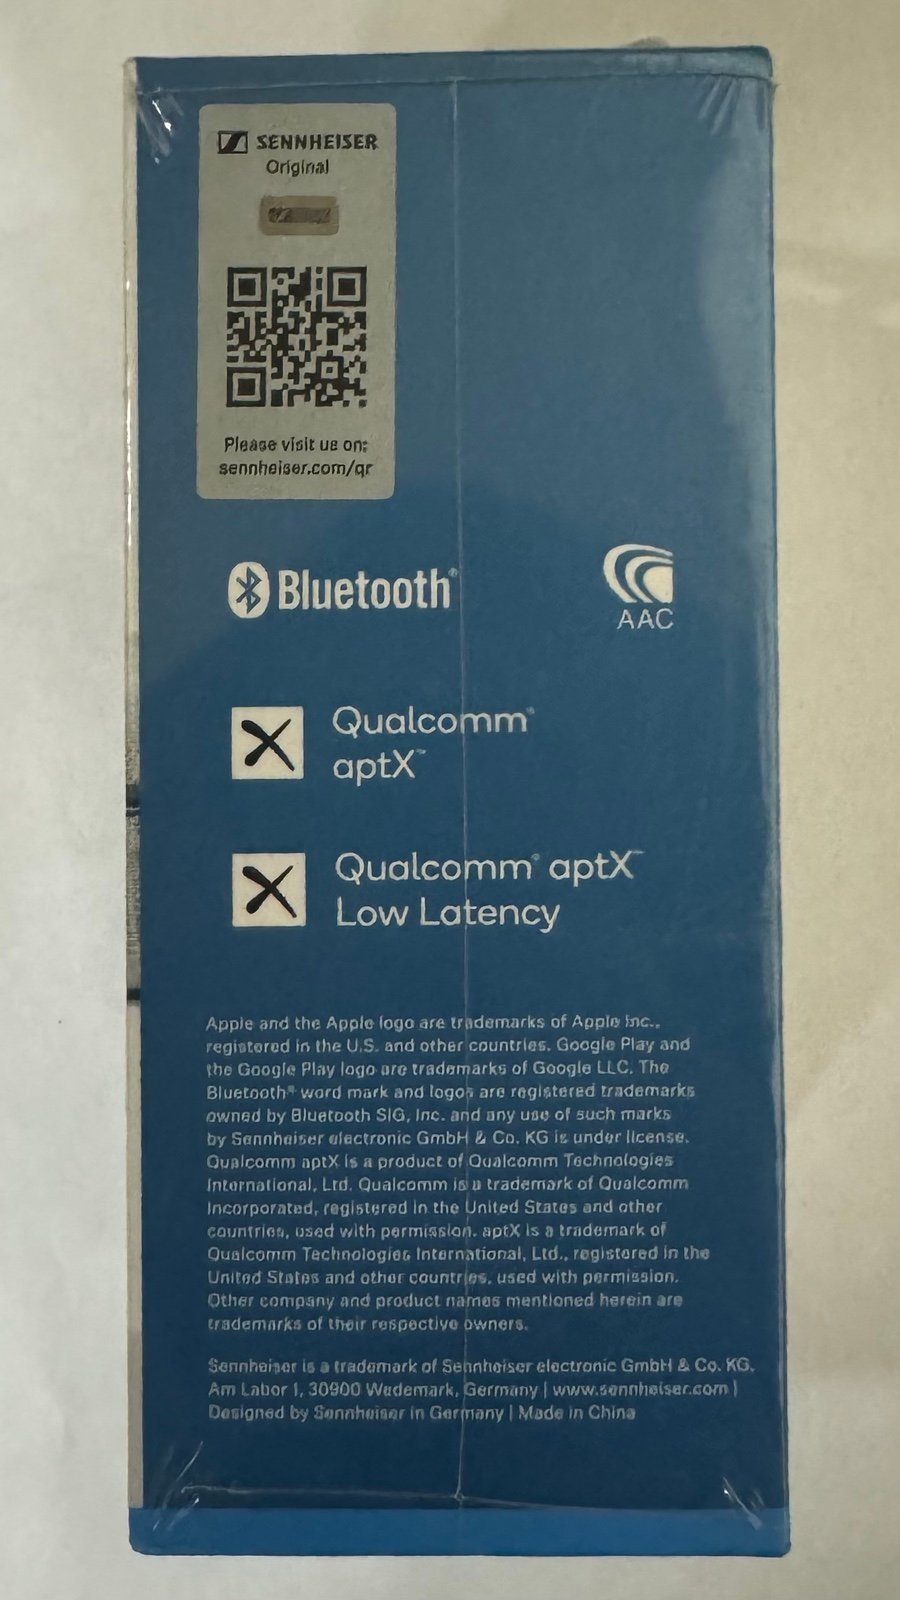 SENNHEISER
Original
Please visit us on:
sennheiser.com/qr
Bluetooth®
AAC
Qualcomm®
aptX™
Qualcomm® aptX™
Low Latency
Apple and the Apple logo are trademarks of Apple Inc.,
registered in the U.S. and other countries. Google Play and
the Google Play logo are trademarks of Google LLC. The
Bluetooth® word mark and logos are registered trademarks
owned by Bluetooth SIG, Inc. and any use of such marks
by Sennheiser electronic GmbH & Co. KG is under license.
Qualcomm aptX is a product of Qualcomm Technologies
International, Ltd. Qualcomm is a trademark of Qualcomm
Incorporated, registered in the United States and other
countries, used with permission. aptX is a trademark of
Qualcomm Technologies International, Ltd., registered in the
United States and other countries, used with permission.
Other company and product names mentioned herein are
trademarks of their respective owners.
Sennheiser is a trademark of Sennheiser electronic GmbH & Co. KG.
Am Labor 1, 30900 Wedemark, Germany | www.sennheiser.com |
Designed by Sennheiser in Germany | Made in China